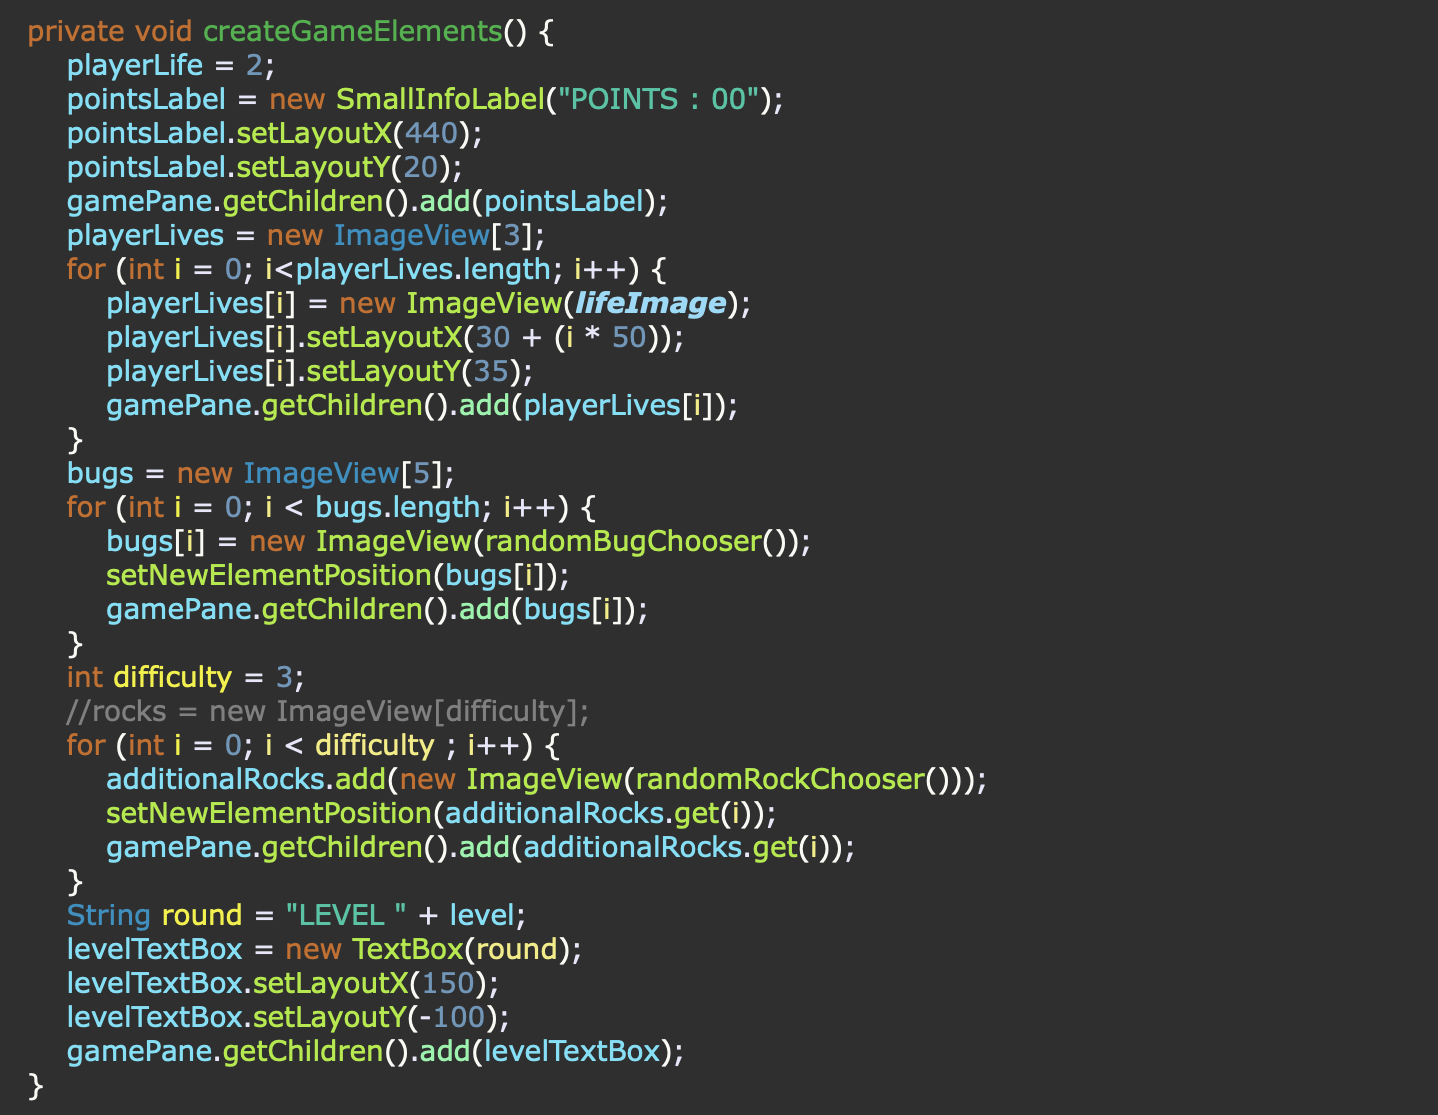 private void createGameElements() {
playerLife = 2;
pointsLabel = new SmallInfoLabel("POINTS : 00");
pointsLabel.setLayoutX(440);
pointsLabel.setLayoutY(20);
gamePane.getChildren().add(pointsLabel);
playerLives = new ImageView[3];
for (int i = 0; i<playerLives.length; i++) {
playerLives[i] = new ImageView(lifeImage);
playerLives[i].setLayoutX(30 + (i * 50));
playerLives[i].setLayoutY(35);
gamePane.getChildren().add(playerLives[i]);
}
bugs = new ImageView[5];
for (int i = 0; i < bugs.length; i++) {
bugs[i] = new ImageView(randomBugChooser());
setNewElementPosition(bugs[i]);
gamePane.getChildren().add(bugs[i]);
}
int difficulty = 3;
//rocks = new ImageView[difficulty];
for (int i = 0; i < difficulty ; i++) {
additionalRocks.add(new ImageView(randomRockChooser()));
setNewElementPosition(additionalRocks.get(i));
gamePane.getChildren().add(additionalRocks.get(i));
}
String round = "LEVEL " + level;
levelTextBox = new TextBox(round);
levelTextBox.setLayoutX(150);
levelTextBox.setLayoutY(-100);
gamePane.getChildren().add(levelTextBox);
}